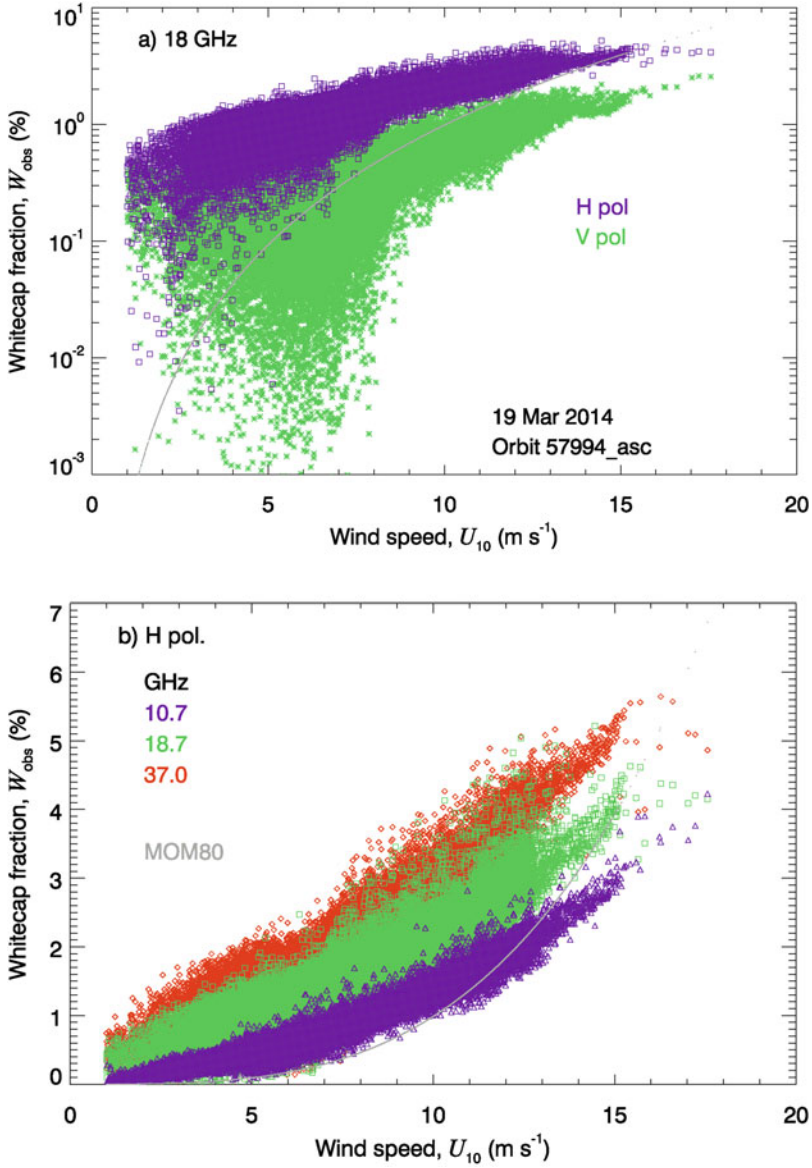 a) 18 GHz
10¹
10⁰
10⁻¹
10⁻²
10⁻³
Whitecap fraction, W_obs (%)
H pol
V pol
19 Mar 2014
Orbit 57994_asc
0 5 10 15 20
Wind speed, U₁₀ (m s⁻¹)
b) H pol.
GHz
10.7
18.7
37.0
MOM80
7
6
5
4
3
2
1
0
Whitecap fraction, W_obs (%)
0 5 10 15 20
Wind speed, U₁₀ (m s⁻¹)